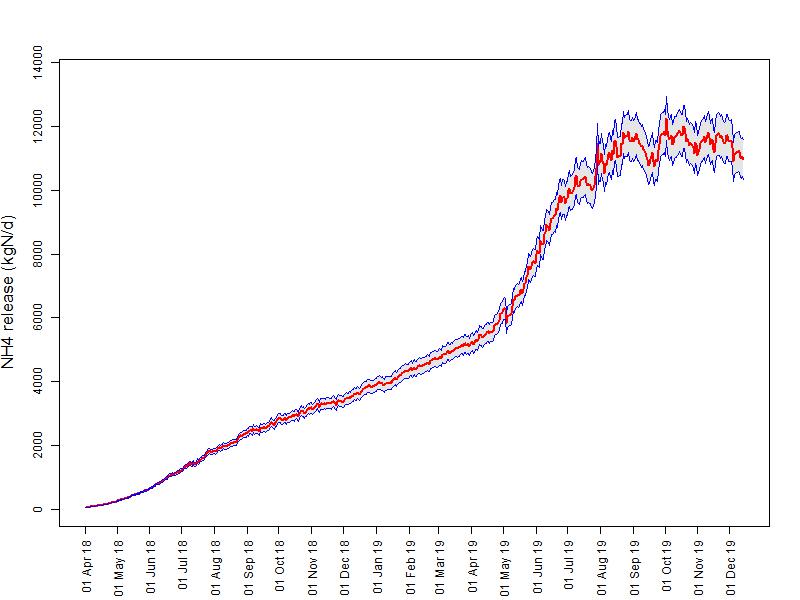 NH4 release (kgN/d)
14000
12000
10000
8000
6000
4000
2000
0
01 Apr 18
01 May 18
01 Jun 18
01 Jul 18
01 Aug 18
01 Sep 18
01 Oct 18
01 Nov 18
01 Dec 18
01 Jan 19
01 Feb 19
01 Mar 19
01 Apr 19
01 May 19
01 Jun 19
01 Jul 19
01 Aug 19
01 Sep 19
01 Oct 19
01 Nov 19
01 Dec 19